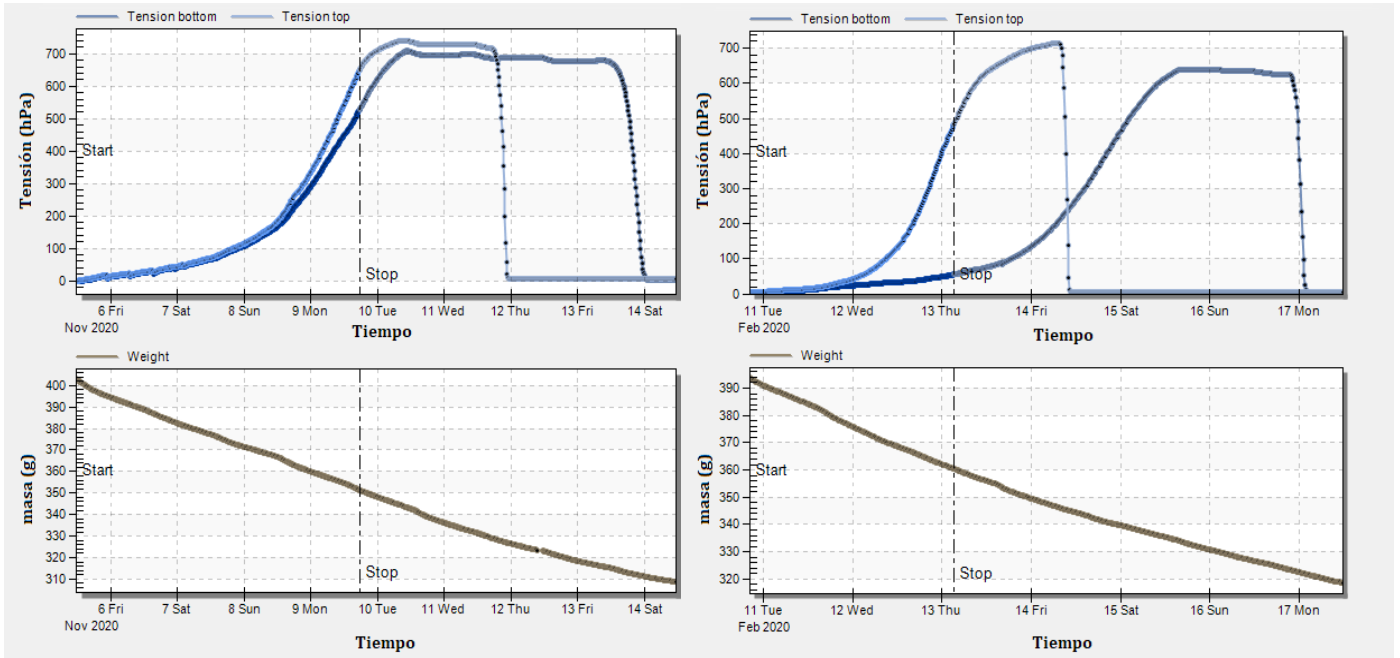 Tension bottom Tension top
700
600
500
400
300
200
100
0
Tensión (hPa)
Start
Stop
6 Fri 7 Sat 8 Sun 9 Mon 10 Tue 11 Wed 12 Thu 13 Fri 14 Sat
Nov 2020
Tiempo
Tension bottom Tension top
700
600
500
400
300
200
100
0
Tensión (hPa)
Start
Stop
11 Tue 12 Wed 13 Thu 14 Fri 15 Sat 16 Sun 17 Mon
Feb 2020
Tiempo
Weight
400
390
380
370
360
350
340
330
320
310
masa (g)
Start
Stop
6 Fri 7 Sat 8 Sun 9 Mon 10 Tue 11 Wed 12 Thu 13 Fri 14 Sat
Nov 2020
Tiempo
Weight
390
380
370
360
350
340
330
320
masa (g)
Start
Stop
11 Tue 12 Wed 13 Thu 14 Fri 15 Sat 16 Sun 17 Mon
Feb 2020
Tiempo